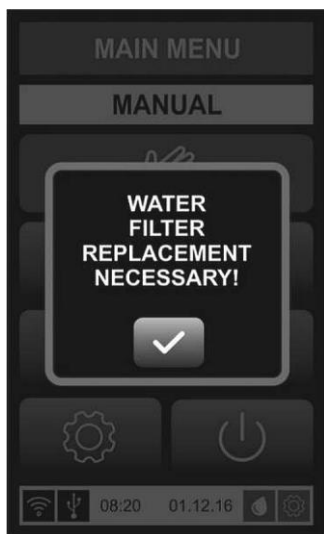 MAIN MENU
MANUAL
WATER
FILTER
REPLACEMENT
NECESSARY!
08:20 01.12.16